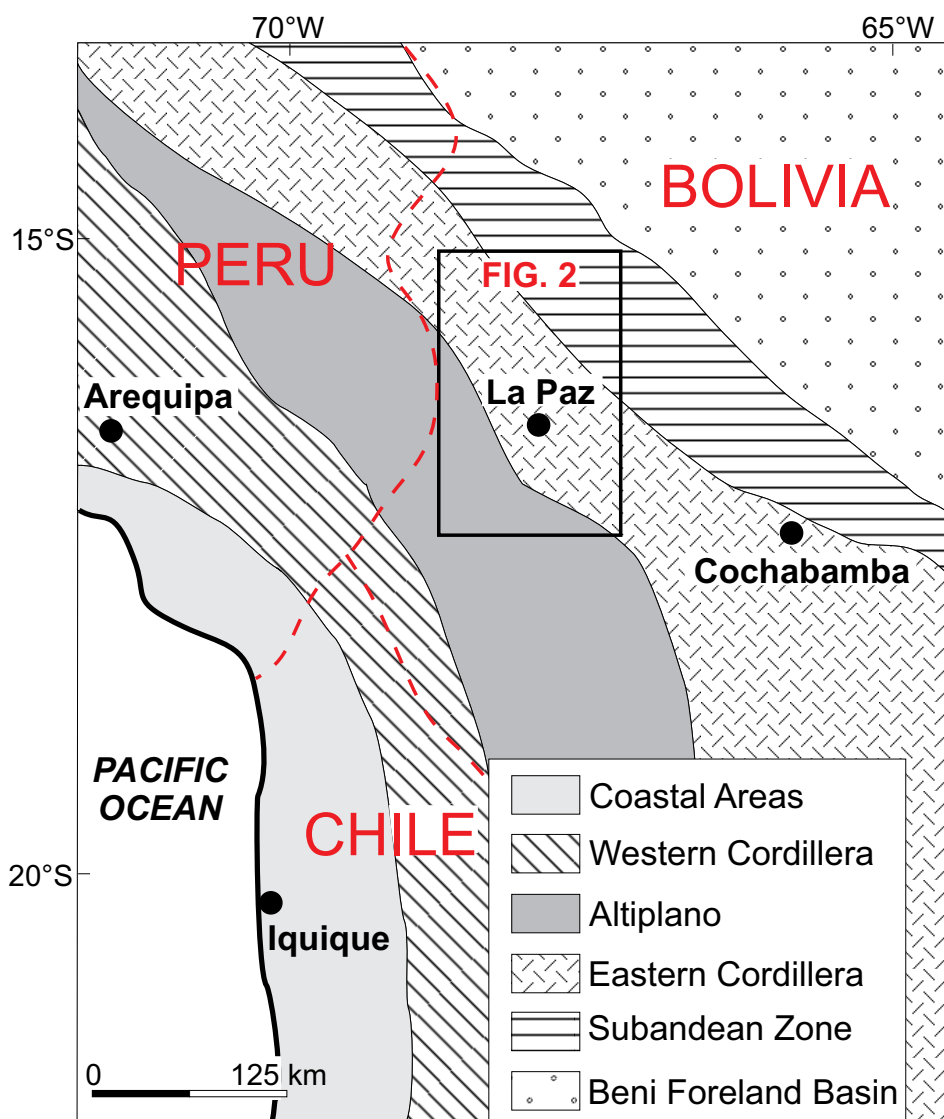 70°W
65°W
BOLIVIA
15°S
PERU
FIG. 2
Arequipa
La Paz
Cochabamba
PACIFIC
OCEAN
CHILE
20°S
Iquique
0 125 km
Coastal Areas
Western Cordillera
Altiplano
Eastern Cordillera
Subandean Zone
Beni Foreland Basin